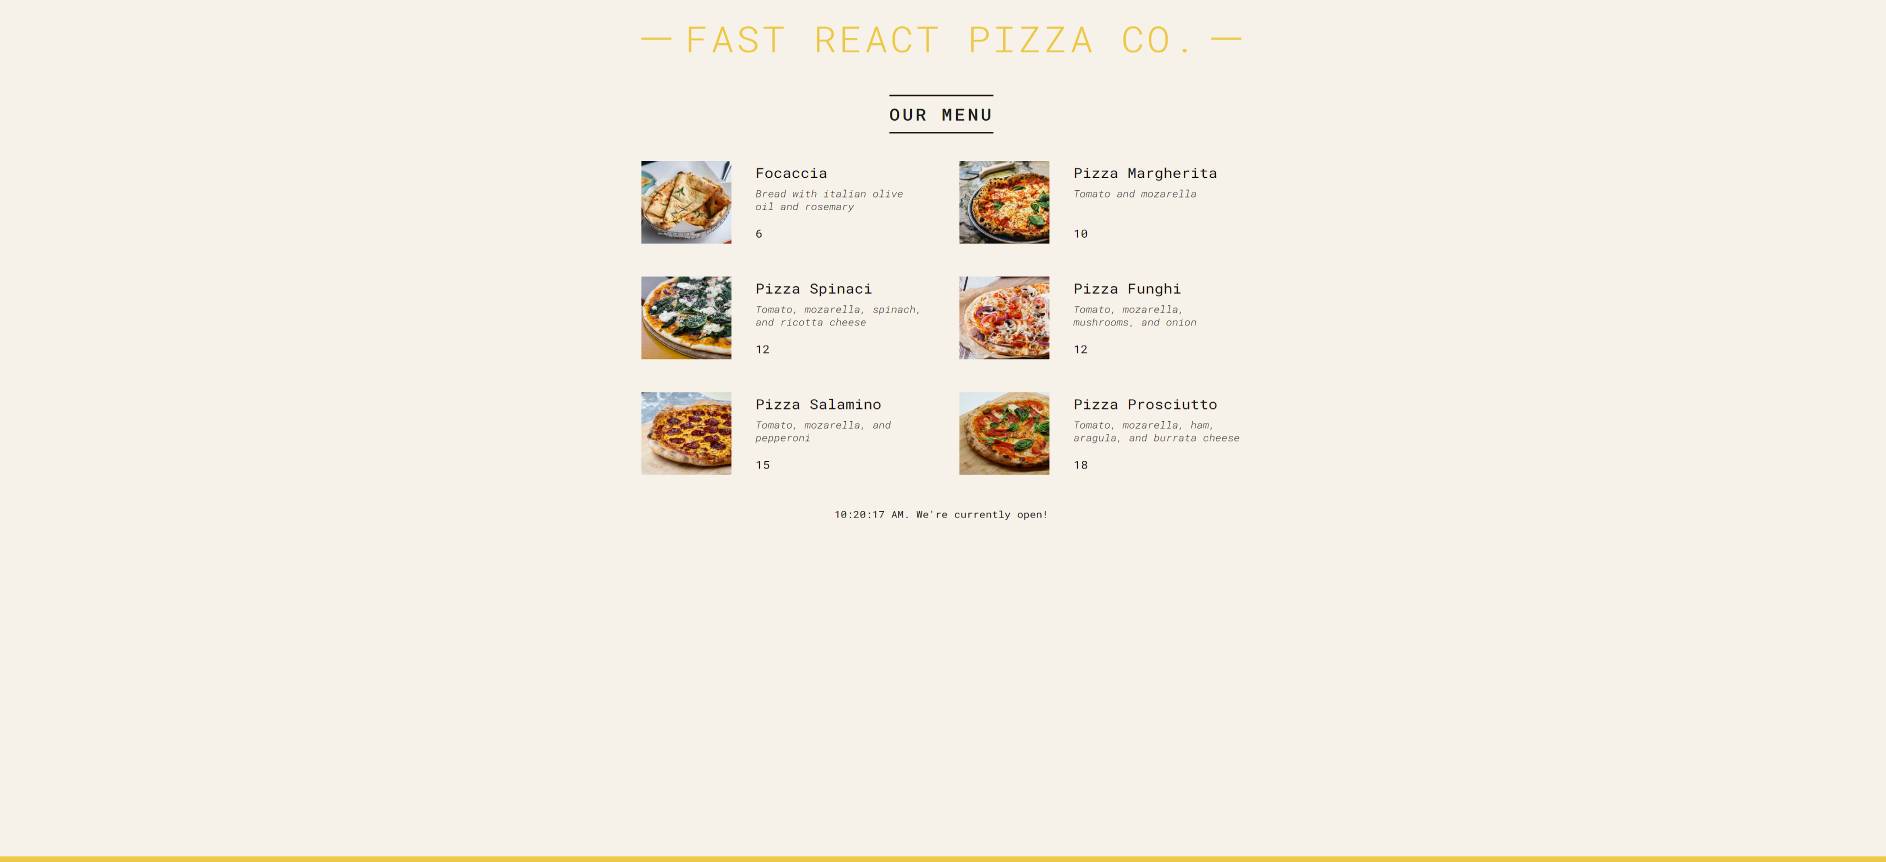 FAST REACT PIZZA CO.
OUR MENU
Focaccia
Bread with italian olive
oil and rosemary
6
Pizza Margherita
Tomato and mozarella
10
Pizza Spinaci
Tomato, mozarella, spinach,
and ricotta cheese
12
Pizza Funghi
Tomato, mozarella,
mushrooms, and onion
12
Pizza Salamino
Tomato, mozarella, and
pepperoni
15
Pizza Prosciutto
Tomato, mozarella, ham,
aragula, and burrata cheese
18
10:20:17 AM. We're currently open!